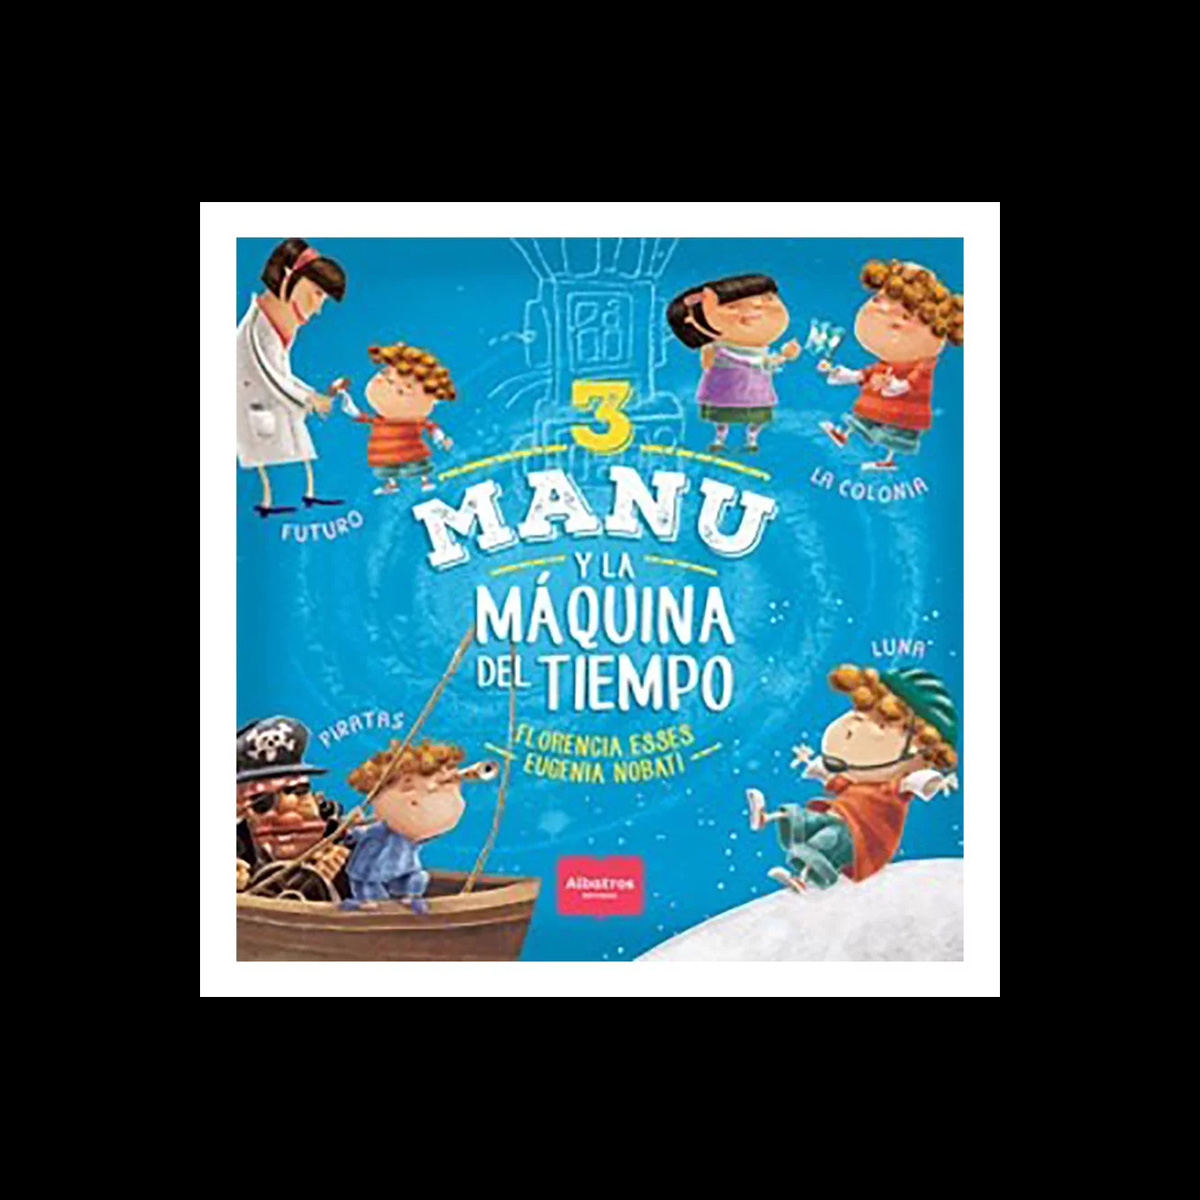 3
MANU
Y LA
MÁQUINA
DEL TIEMPO
FLORENCIA ESSES
EUGENIA NOBATI
FUTURO
LA COLONIA
LUNA
PIRATAS
Albatros